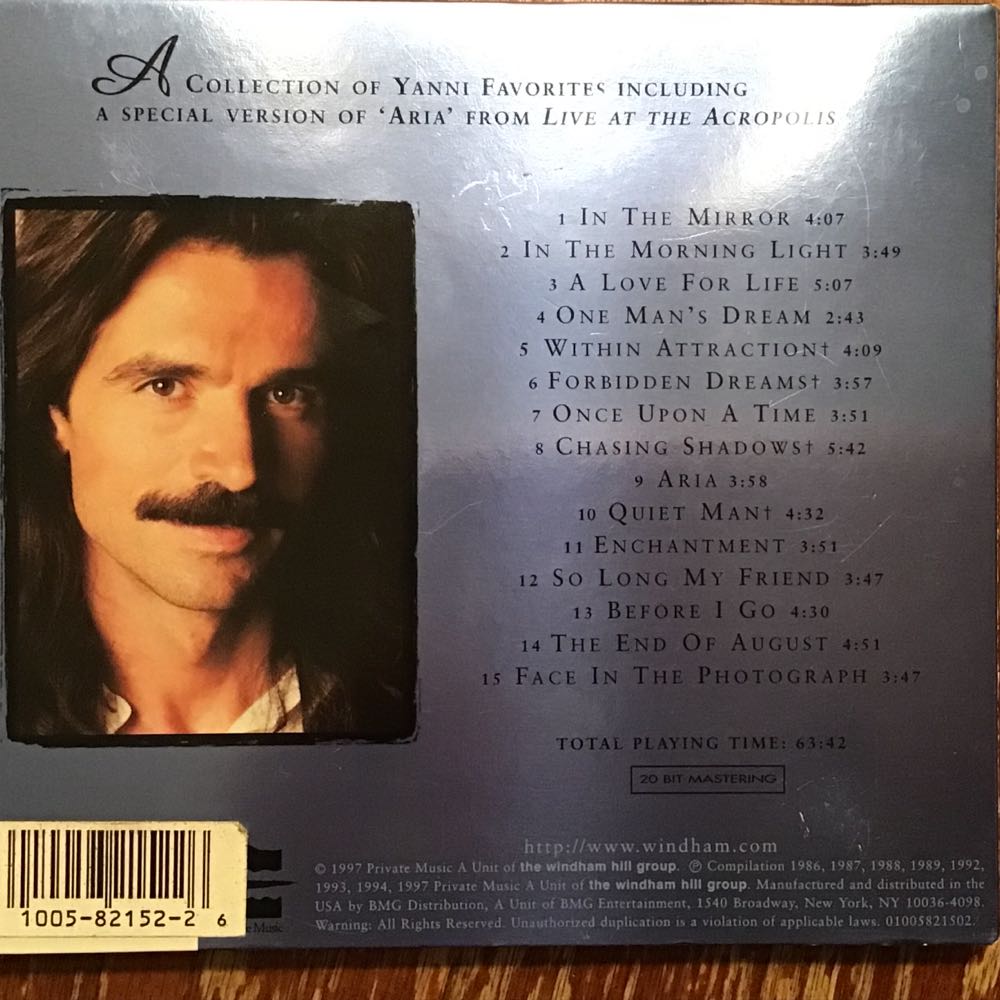 A COLLECTION OF YANNI FAVORITES INCLUDING
A SPECIAL VERSION OF ‘ARIA’ FROM LIVE AT THE ACROPOLIS
1 IN THE MIRROR 4:07
2 IN THE MORNING LIGHT 3:49
3 A LOVE FOR LIFE 5:07
4 ONE MAN'S DREAM 2:43
5 WITHIN ATTRACTION† 4:09
6 FORBIDDEN DREAMS† 3:57
7 ONCE UPON A TIME 3:51
8 CHASING SHADOWS† 5:42
9 ARIA 3:58
10 QUIET MAN† 4:32
11 ENCHANTMENT 3:51
12 SO LONG MY FRIEND 3:47
13 BEFORE I GO 4:30
14 THE END OF AUGUST 4:51
15 FACE IN THE PHOTOGRAPH 3:47
TOTAL PLAYING TIME: 63:42
20 BIT MASTERING
http://www.windham.com
© 1997 Private Music A Unit of the windham hill group. ℗ Compilation 1986, 1987, 1988, 1989, 1992,
1993, 1994, 1997 Private Music A Unit of the windham hill group. Manufactured and distributed in the
USA by BMG Distribution, A Unit of BMG Entertainment, 1540 Broadway, New York, NY 10036-4098.
Warning: All Rights Reserved. Unauthorized duplication is a violation of applicable laws. 01005821502.
1005-82152-2 6
Music